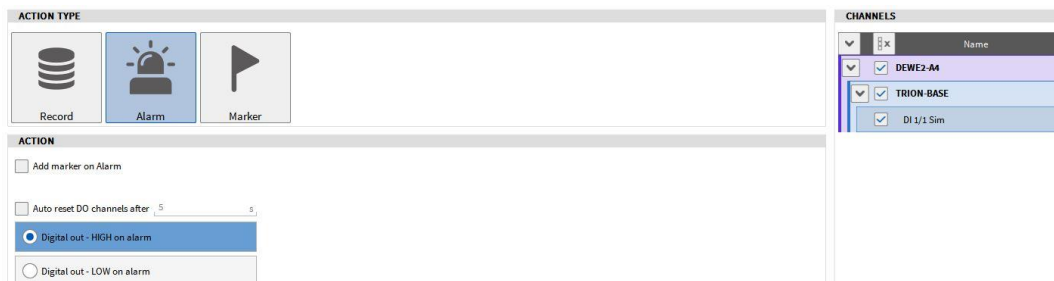 ACTION TYPE
Record
Alarm
Marker
ACTION
Add marker on Alarm
Auto reset DO channels after 5 s
Digital out - HIGH on alarm
Digital out - LOW on alarm
CHANNELS
Name
DEWE2-A4
TRION-BASE
DI 1/1 Sim